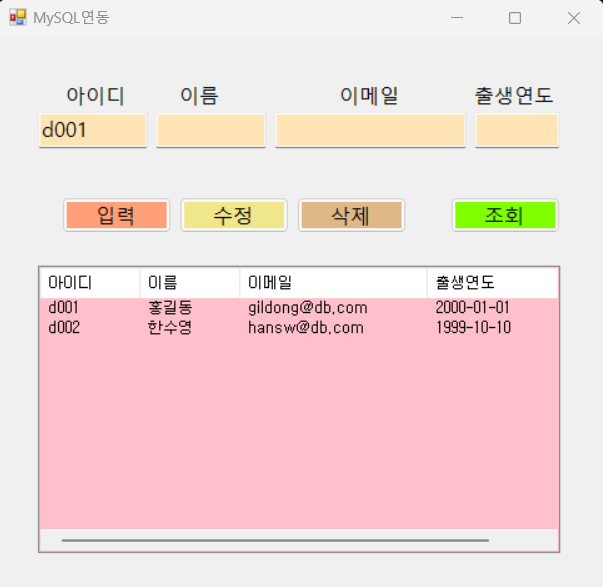 MySQL연동
아이디 이름 이메일 출생연도
d001
입력 수정 삭제 조회
아이디 이름 이메일 출생연도
d001 홍길동 gildong@db.com 2000-01-01
d002 한수영 hansw@db.com 1999-10-10